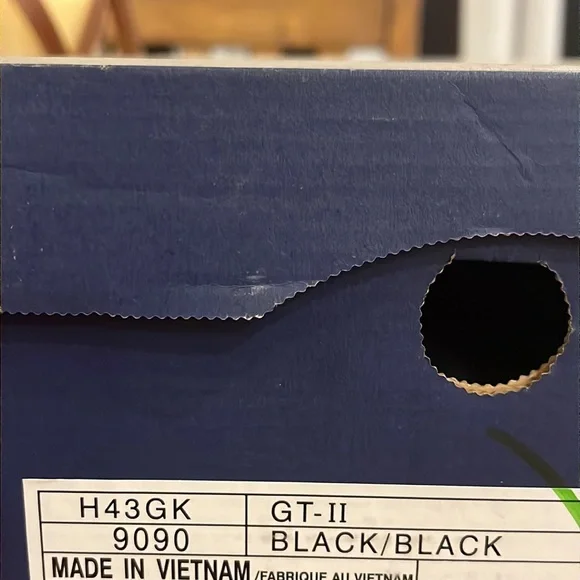 H43GK GT-II
9090 BLACK/BLACK
MADE IN VIETNAM /FABRIQUE AU VIETNAM